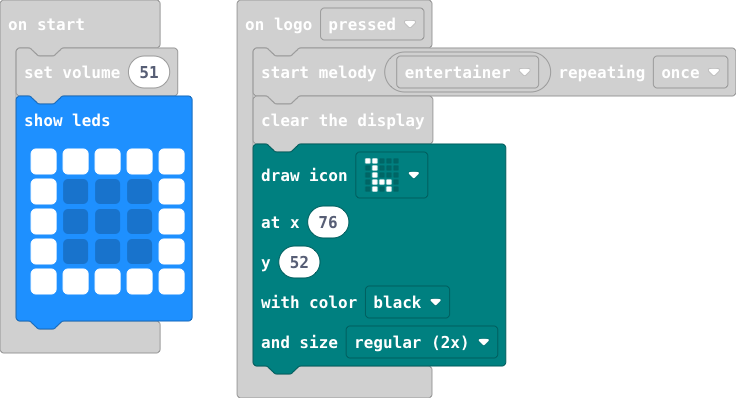 on start
set volume 51
show leds
on logo pressed
start melody entertainer repeating once
clear the display
draw icon
at x 76
y 52
with color black
and size regular (2x)